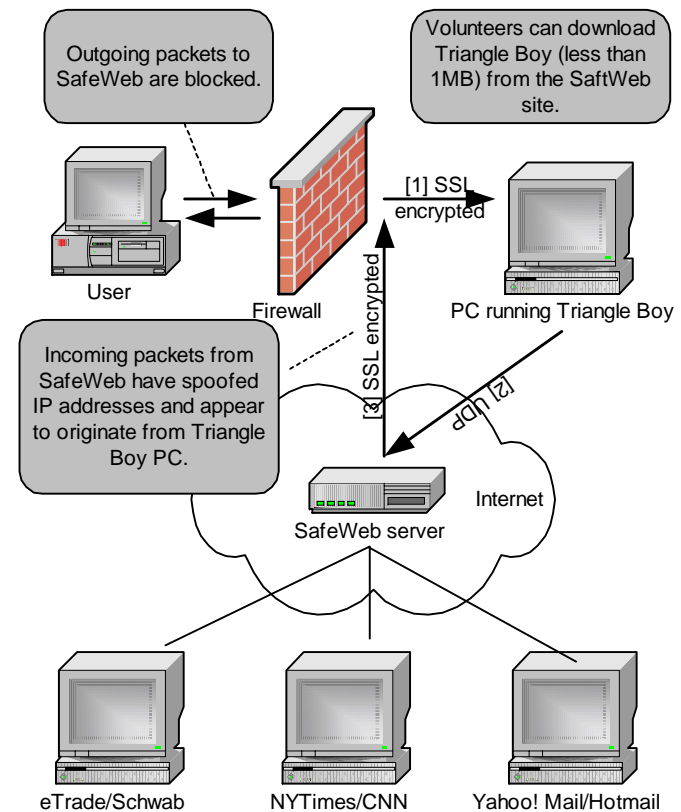 Outgoing packets to
SafeWeb are blocked.
Volunteers can download
Triangle Boy (less than
1MB) from the SaftWeb
site.
[1] SSL
encrypted
User
Firewall
PC running Triangle Boy
[3] SSL encrypted
[2] UDP
Incoming packets from
SafeWeb have spoofed
IP addresses and appear
to originate from Triangle
Boy PC.
Internet
SafeWeb server
eTrade/Schwab
NYTimes/CNN
Yahoo! Mail/Hotmail